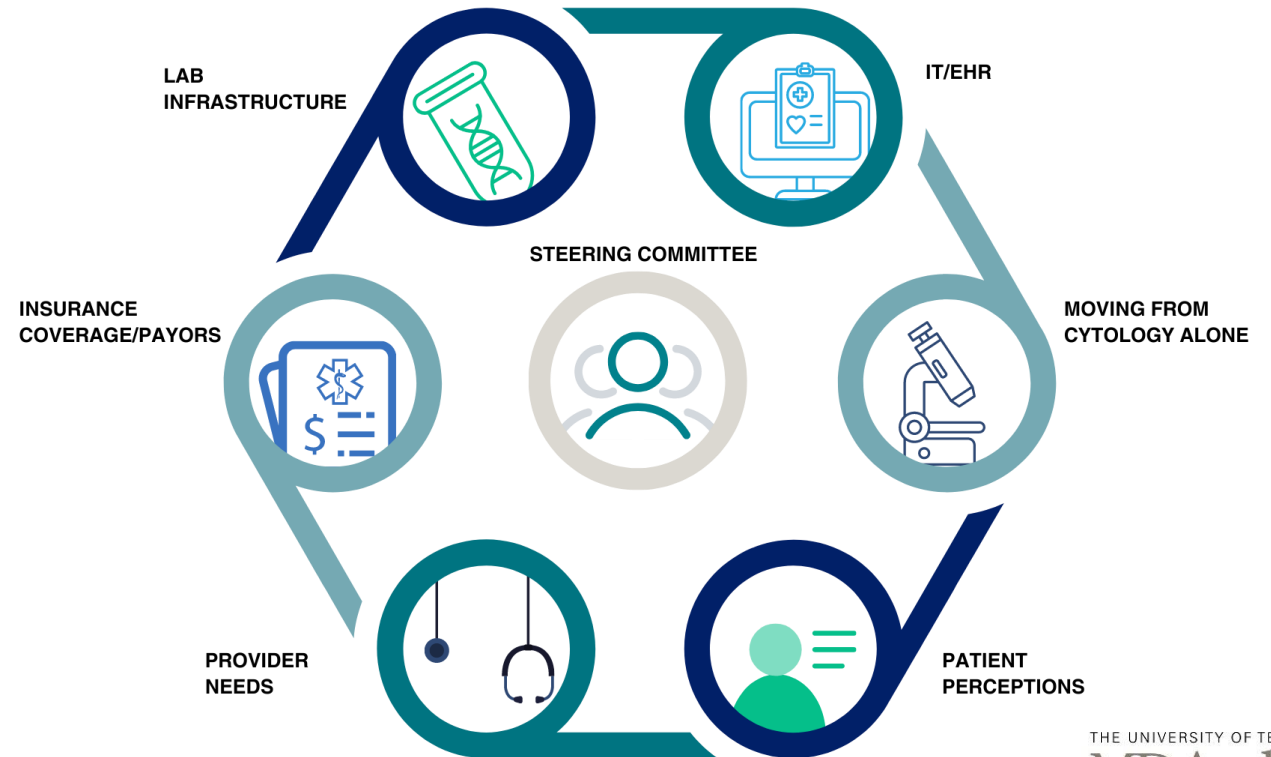 LAB
INFRASTRUCTURE
IT/EHR
STEERING COMMITTEE
INSURANCE
COVERAGE/PAYORS
MOVING FROM
CYTOLOGY ALONE
$
PROVIDER
NEEDS
PATIENT
PERCEPTIONS
THE UNIVERSITY OF